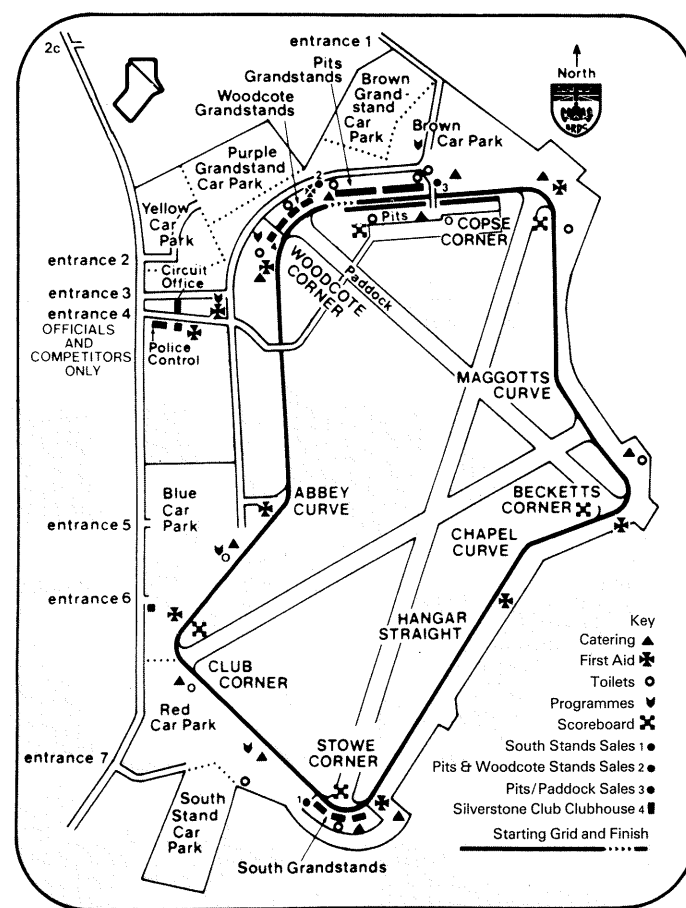 2c
entrance 1
Pits
Grandstands
Woodcote
Grandstands
Brown
Grand-
stand
Car
Park
North
BRDC
Brown
Car Park
Purple
Grandstand
Car Park
2
3
Yellow
Car
Park
Pits
COPSE
CORNER
entrance 2
Circuit
Office
WOODCOTE
CORNER
Paddock
entrance 3
entrance 4
OFFICIALS
AND
COMPETITORS
ONLY
Police
Control
MAGGOTTS
CURVE
Blue
Car
Park
ABBEY
CURVE
BECKETTS
CORNER
entrance 5
CHAPEL
CURVE
entrance 6
HANGAR
STRAIGHT
CLUB
CORNER
Red
Car Park
entrance 7
STOWE
CORNER
1
South
Stand
Car
Park
South Grandstands
Key
Catering
First Aid
Toilets
Programmes
Scoreboard
South Stands Sales 1
Pits & Woodcote Stands Sales 2
Pits/Paddock Sales 3
Silverstone Club Clubhouse 4
Starting Grid and Finish